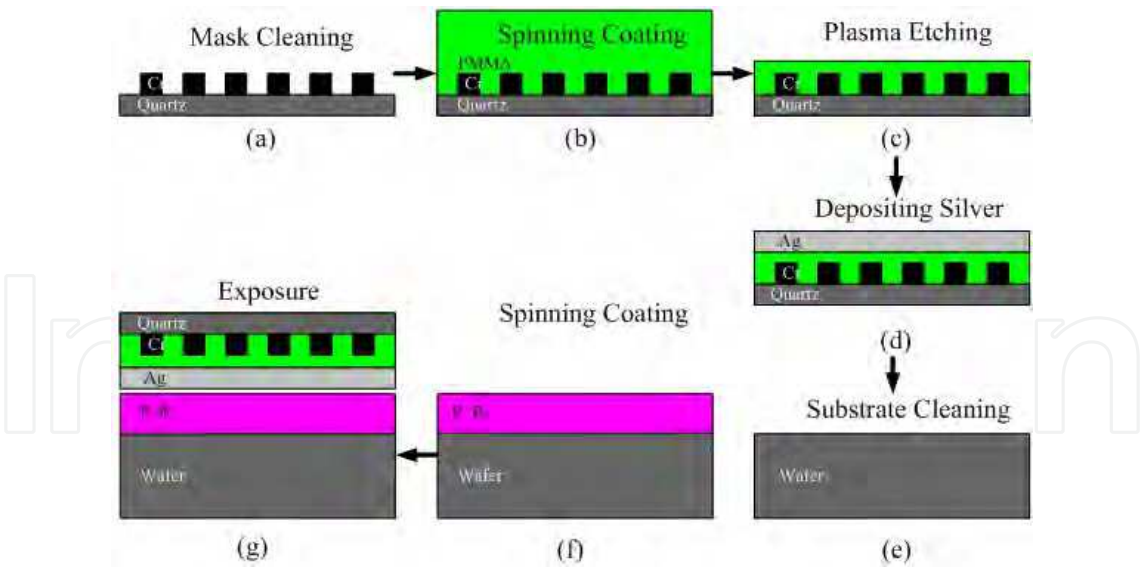 Mask Cleaning
Cr
Quartz
(a)
Spinning Coating
PMMA
Cr
Quartz
(b)
Plasma Etching
Cr
Quartz
(c)
Depositing Silver
Ag
Cr
Quartz
(d)
Substrate Cleaning
Wafer
(e)
Spinning Coating
Wafer
(f)
Exposure
Quartz
Cr
Ag
Wafer
(g)